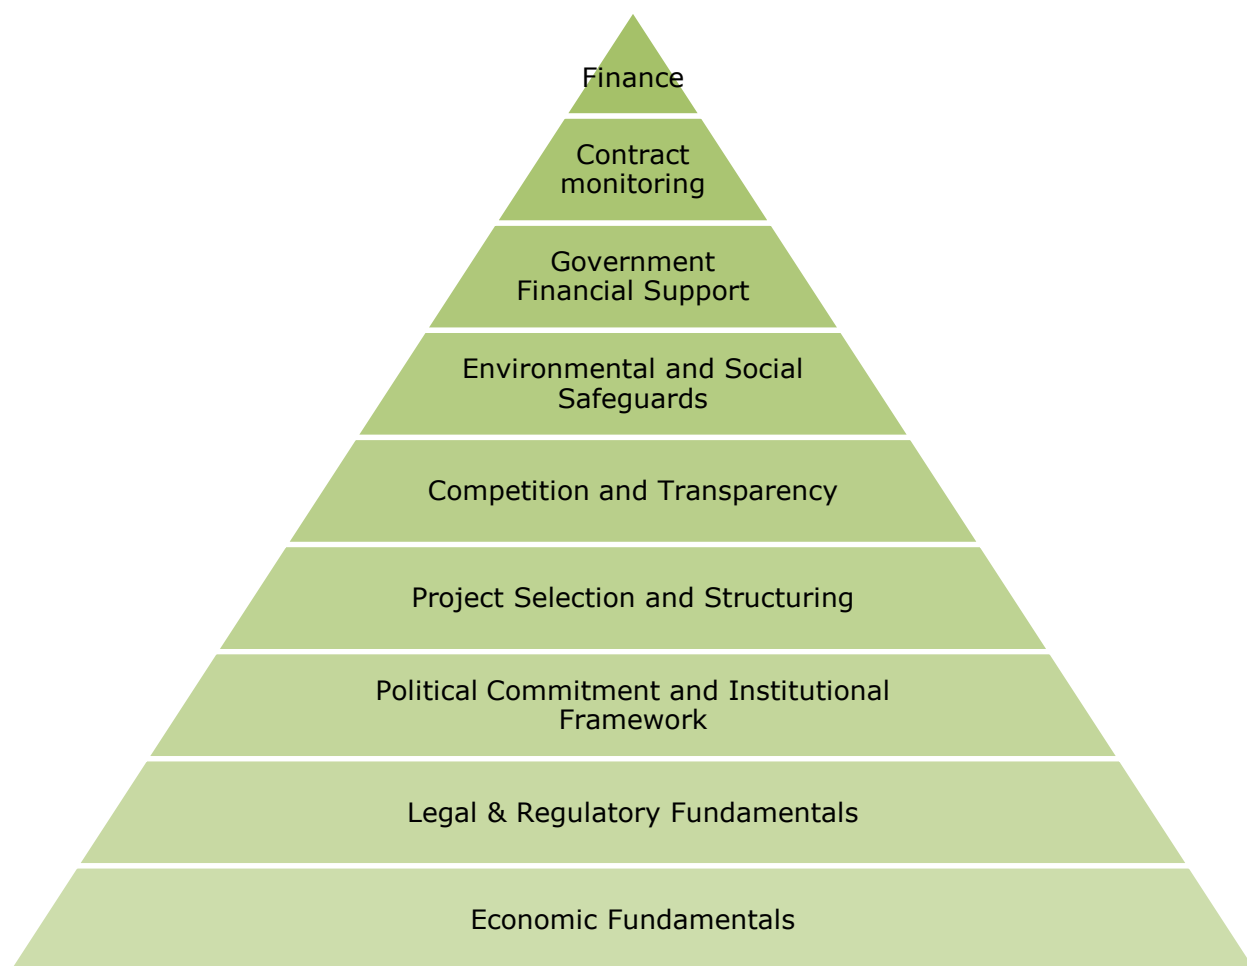 Finance
Contract
monitoring
Government
Financial Support
Environmental and Social
Safeguards
Competition and Transparency
Project Selection and Structuring
Political Commitment and Institutional
Framework
Legal & Regulatory Fundamentals
Economic Fundamentals